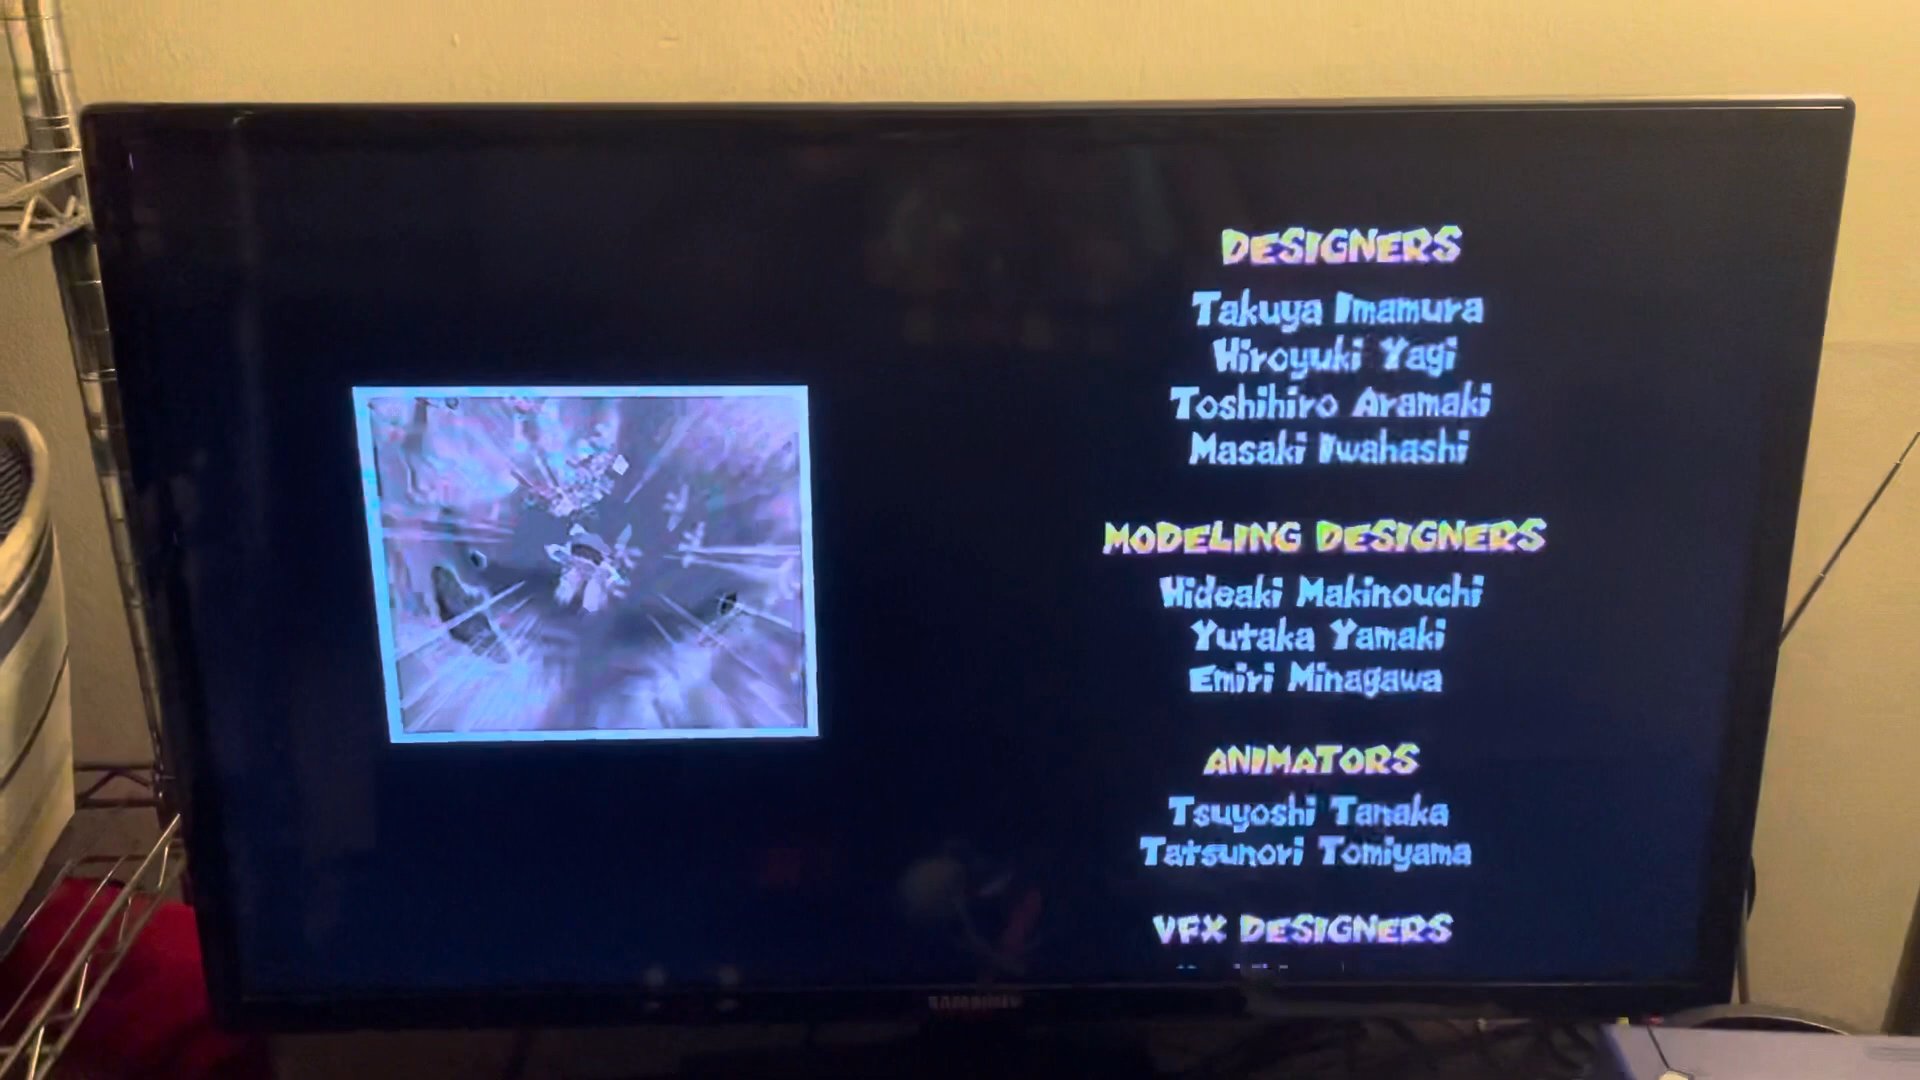 DESIGNERS
Takuya Imamura
Hiroyuki Yagi
Toshihiro Aramaki
Masaki Iwahashi
MODELING DESIGNERS
Hideaki Makinouchi
Yutaka Yamaki
Emiri Minagawa
ANIMATORS
Tsuyoshi Tanaka
Tatsunori Tomiyama
VFX DESIGNERS
SAMSUNG